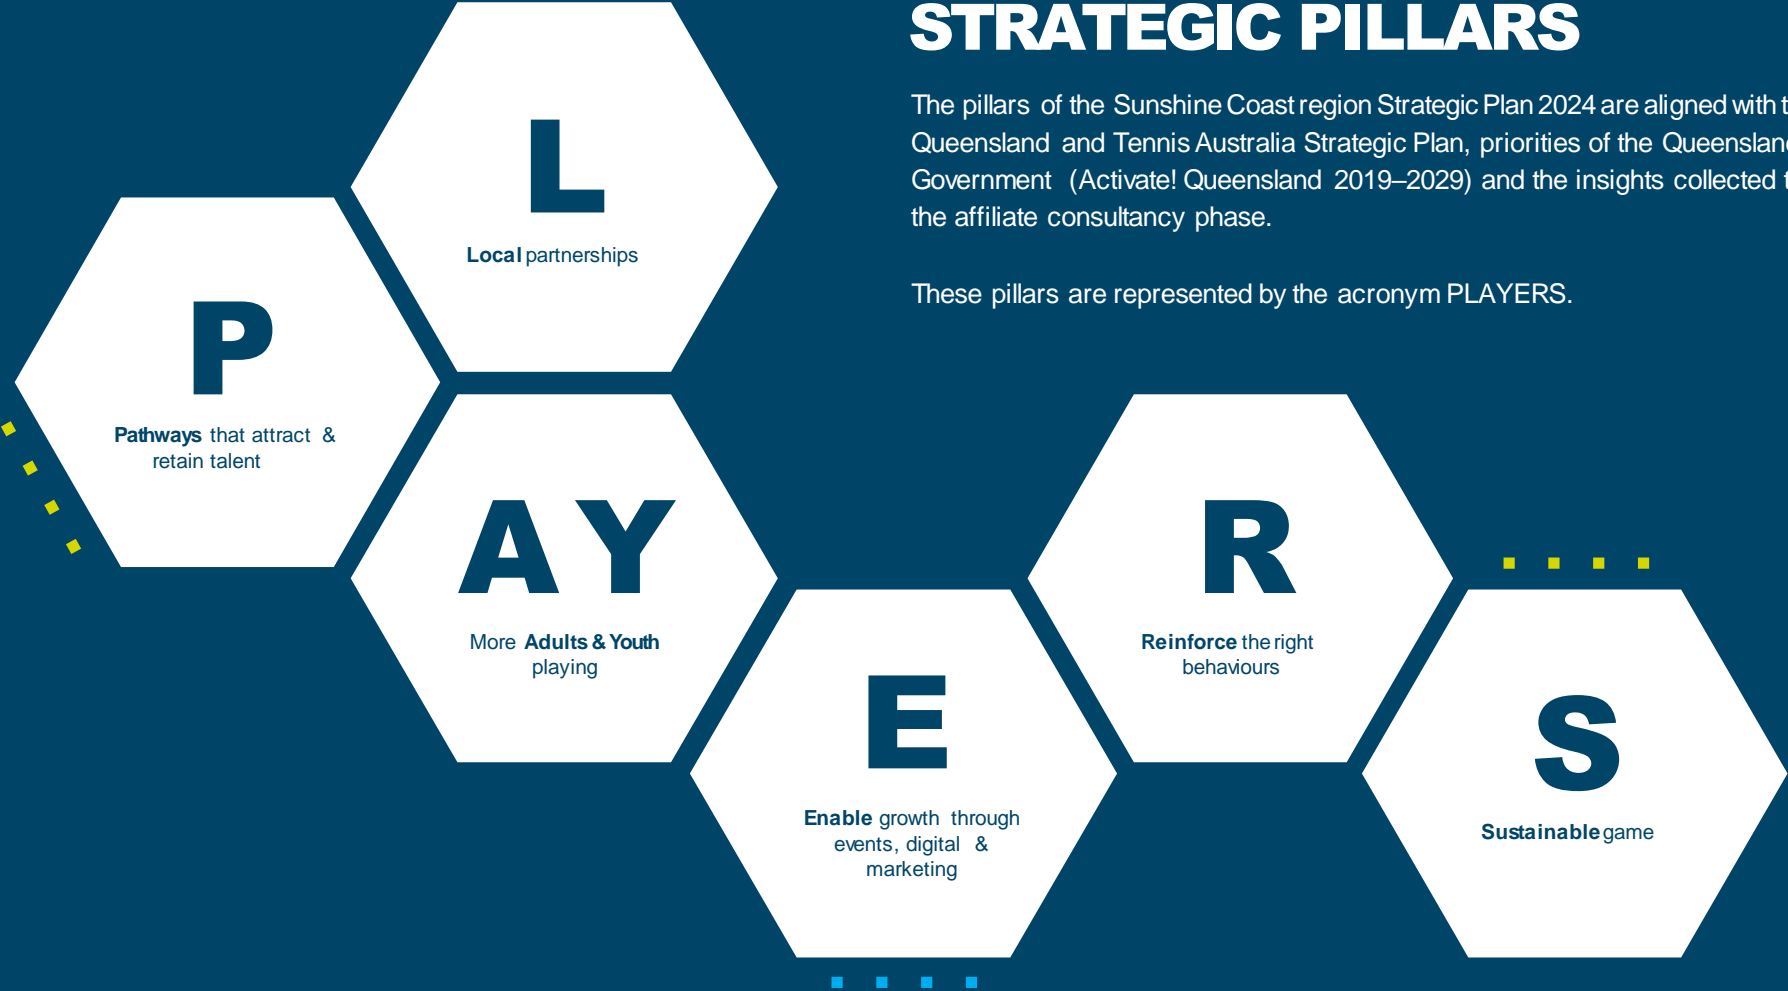 STRATEGIC PILLARS
The pillars of the Sunshine Coast region Strategic Plan 2024 are aligned with
Queensland and Tennis Australia Strategic Plan, priorities of the
Government (Activate! Queensland 2019–2029) and the insights collected
the affiliate consultancy phase.
These pillars are represented by the acronym PLAYERS.
P
Pathways that attract &
retain talent
L
Local partnerships
A Y
More Adults & Youth
playing
E
Enable growth through
events, digital &
marketing
R
Reinforce the right
behaviours
S
Sustainable game